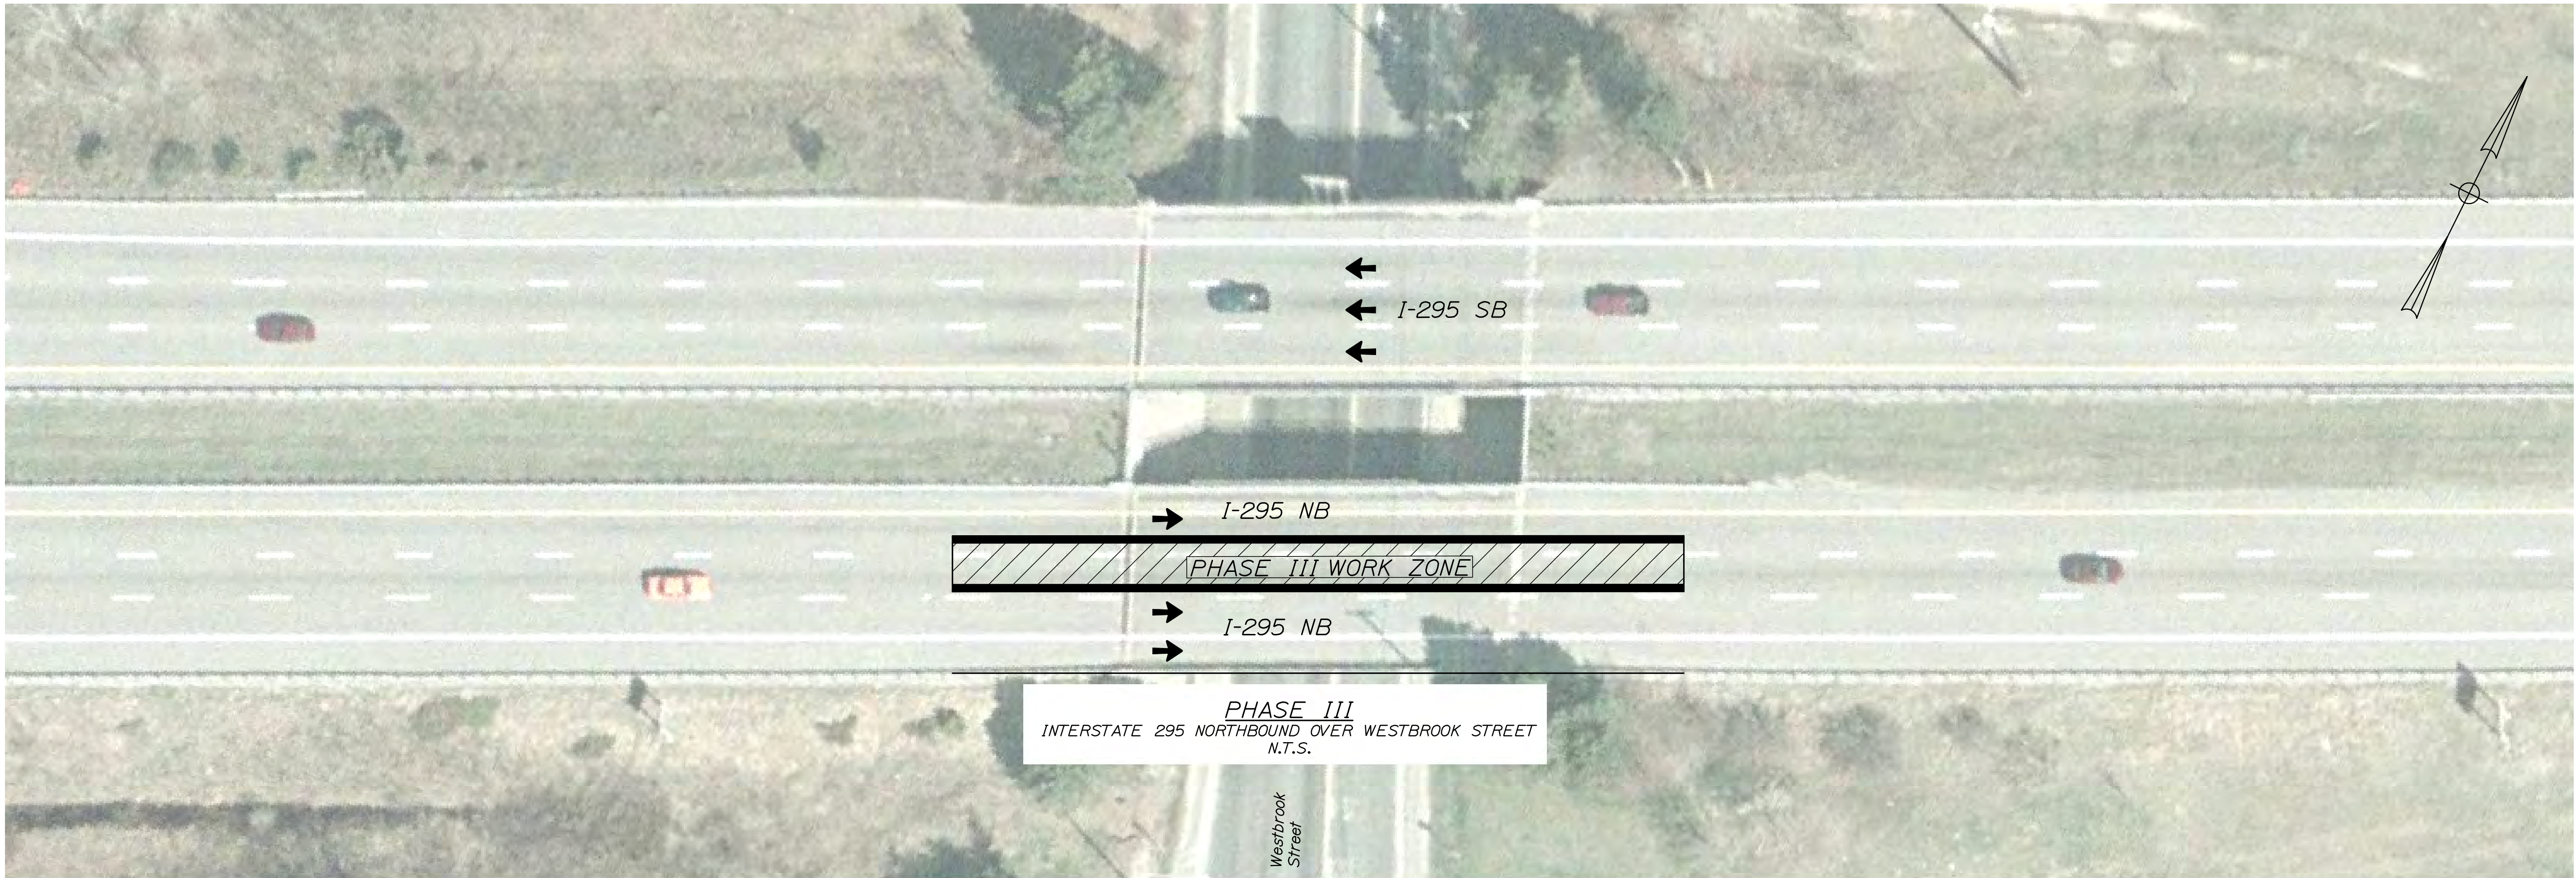 I-295 SB
I-295 NB
PHASE III WORK ZONE
I-295 NB
PHASE III
INTERSTATE 295 NORTHBOUND OVER WESTBROOK STREET
N.T.S.
Westbrook
Street